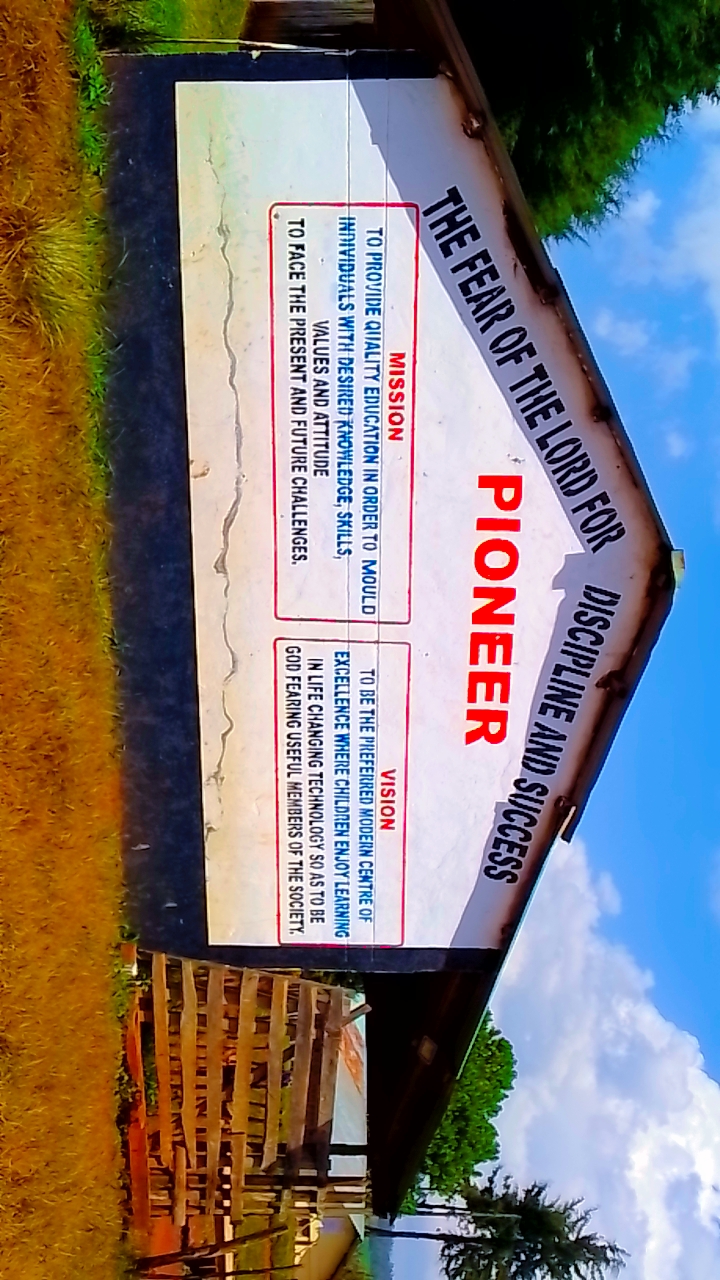 THE FEAR OF THE LORD FOR DISCIPLINE AND SUCCESS
PIONEER
MISSION
TO PROVIDE QUALITY EDUCATION IN ORDER TO MOULD
INDIVIDUALS WITH DESIRED KNOWLEDGE, SKILLS,
VALUES AND ATTITUDE
TO FACE THE PRESENT AND FUTURE CHALLENGES.
VISION
TO BE THE PREFERRED MODERN CENTRE OF
EXCELLENCE WHERE CHILDREN ENJOY LEARNING
IN LIFE CHANGING TECHNOLOGY SO AS TO BE
GOD FEARING USEFUL MEMBERS OF THE SOCIETY.